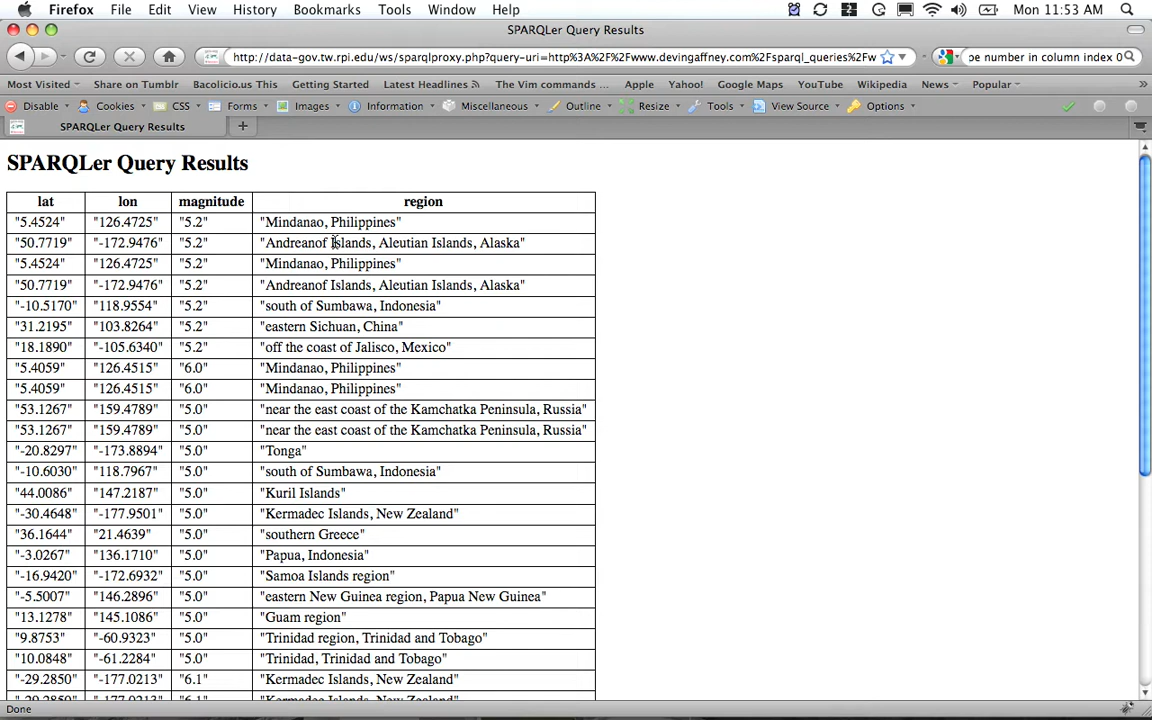 Firefox File Edit View History Bookmarks Tools Window Help Mon 11:53 AM
SPARQLer Query Results
http://data-gov.tw.rpi.edu/ws/sparqlproxy.php?query-uri=http%3A%2F%2Fwww.devingaffney.com%2Fsparql_queries%2Fw
pe number in column index 0
Most Visited Share on Tumblr Bacolicio.us This Getting Started Latest Headlines The Vim commands ... Apple Yahoo! Google Maps YouTube Wikipedia News Popular
Disable Cookies CSS Forms Images Information Miscellaneous Outline Resize Tools View Source Options
SPARQLer Query Results
SPARQLer Query Results
lat lon magnitude region
"5.4524" "126.4725" "5.2" "Mindanao, Philippines"
"50.7719" "-172.9476" "5.2" "Andreanof Islands, Aleutian Islands, Alaska"
"5.4524" "126.4725" "5.2" "Mindanao, Philippines"
"50.7719" "-172.9476" "5.2" "Andreanof Islands, Aleutian Islands, Alaska"
"-10.5170" "118.9554" "5.2" "south of Sumbawa, Indonesia"
"31.2195" "103.8264" "5.2" "eastern Sichuan, China"
"18.1890" "-105.6340" "5.2" "off the coast of Jalisco, Mexico"
"5.4059" "126.4515" "6.0" "Mindanao, Philippines"
"5.4059" "126.4515" "6.0" "Mindanao, Philippines"
"53.1267" "159.4789" "5.0" "near the east coast of the Kamchatka Peninsula, Russia"
"53.1267" "159.4789" "5.0" "near the east coast of the Kamchatka Peninsula, Russia"
"-20.8297" "-173.8894" "5.0" "Tonga"
"-10.6030" "118.7967" "5.0" "south of Sumbawa, Indonesia"
"44.0086" "147.2187" "5.0" "Kuril Islands"
"-30.4648" "-177.9501" "5.0" "Kermadec Islands, New Zealand"
"36.1644" "21.4639" "5.0" "southern Greece"
"-3.0267" "136.1710" "5.0" "Papua, Indonesia"
"-16.9420" "-172.6932" "5.0" "Samoa Islands region"
"-5.5007" "146.2896" "5.0" "eastern New Guinea region, Papua New Guinea"
"13.1278" "145.1086" "5.0" "Guam region"
"9.8753" "-60.9323" "5.0" "Trinidad region, Trinidad and Tobago"
"10.0848" "-61.2284" "5.0" "Trinidad, Trinidad and Tobago"
"-29.2850" "-177.0213" "6.1" "Kermadec Islands, New Zealand"
"-29.2850" "-177.0213" "6.1" "Kermadec Islands, New Zealand"
Done